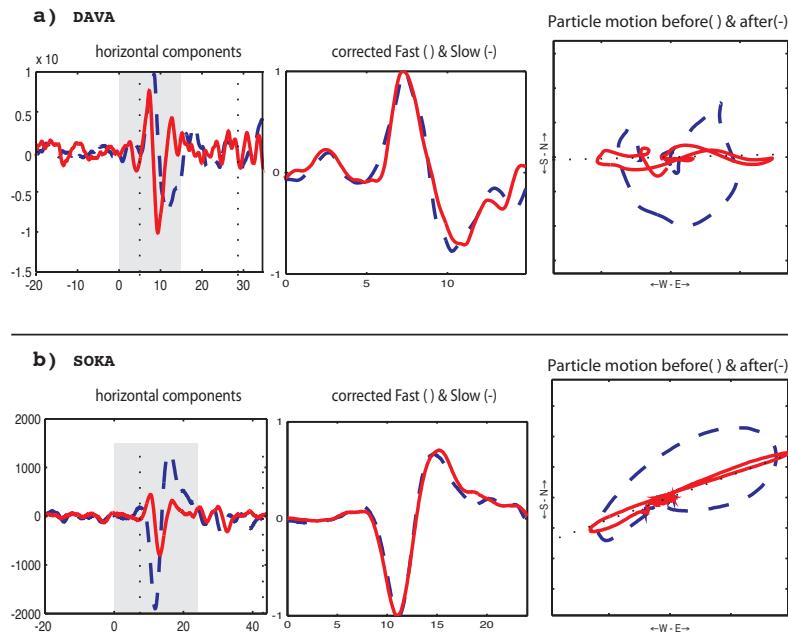 a) DAVA
horizontal components
corrected Fast ( ) & Slow (-)
Particle motion before( ) & after(-)
1 x 10
1
0.5
0
-0.5
-1
-1.5
-20 -10 0 10 20 30
1
0
-1
0 5 10
←S - N→
←W - E→
b) SOKA
horizontal components
corrected Fast ( ) & Slow (-)
Particle motion before( ) & after(-)
2000
1000
0
-1000
-2000
-20 0 20 40
1
0
-1
0 5 10 15 20
←S - N→
←W - E→